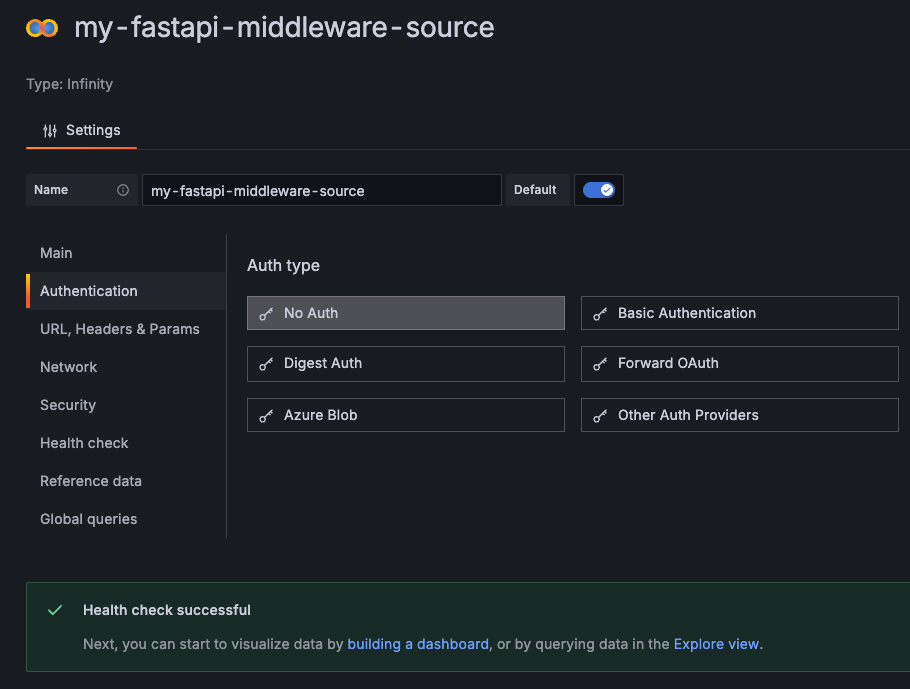 my-fastapi-middleware-source
Type: Infinity
Settings
Name my-fastapi-middleware-source Default
Main
Authentication
URL, Headers & Params
Network
Security
Health check
Reference data
Global queries
Auth type
No Auth Basic Authentication
Digest Auth Forward OAuth
Azure Blob Other Auth Providers
Health check successful
Next, you can start to visualize data by building a dashboard, or by querying data in the Explore view.